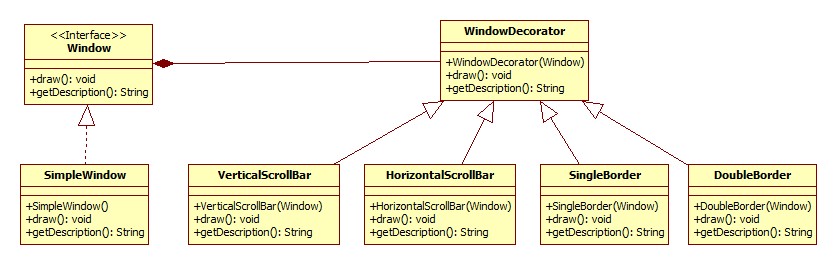 <<Interface>>
Window
+draw(): void
+getDescription(): String
WindowDecorator
+WindowDecorator(Window)
+draw(): void
+getDescription(): String
SimpleWindow
+SimpleWindow()
+draw(): void
+getDescription(): String
VerticalScrollBar
+VerticalScrollBar(Window)
+draw(): void
+getDescription(): String
HorizontalScrollBar
+HorizontalScrollBar(Window)
+draw(): void
+getDescription(): String
SingleBorder
+SingleBorder(Window)
+draw(): void
+getDescription(): String
DoubleBorder
+DoubleBorder(Window)
+draw(): void
+getDescription(): String